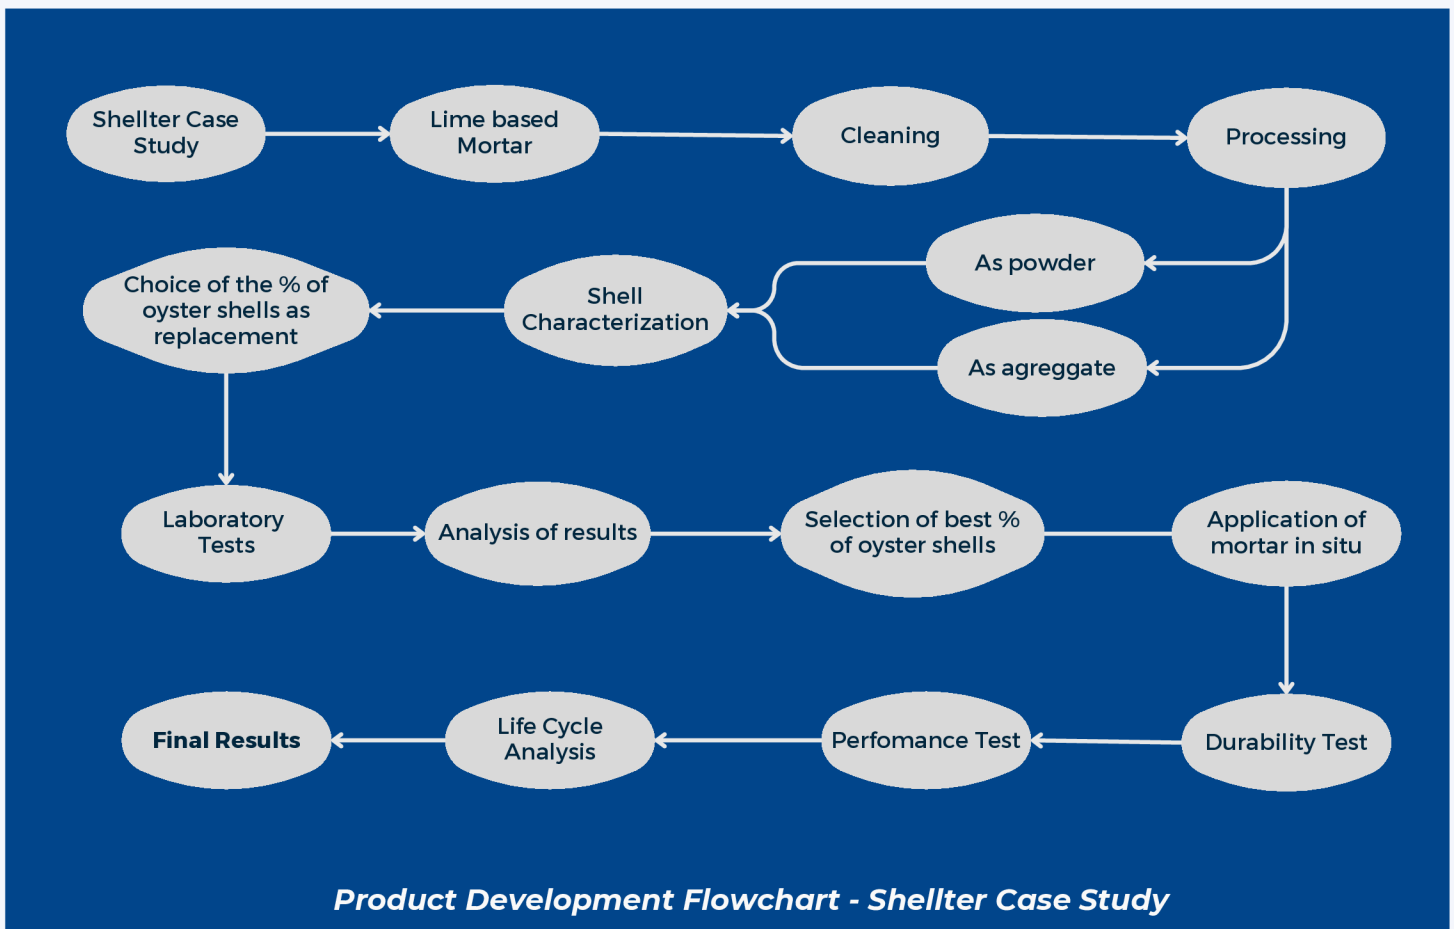 Shellter Case
Study
Lime based
Mortar
Cleaning
Processing
As powder
As agreggate
Shell
Characterization
Choice of the % of
oyster shells as
replacement
Laboratory
Tests
Analysis of results
Selection of best %
of oyster shells
Application of
mortar in situ
Durability Test
Perfomance Test
Life Cycle
Analysis
Final Results
Product Development Flowchart - Shellter Case Study